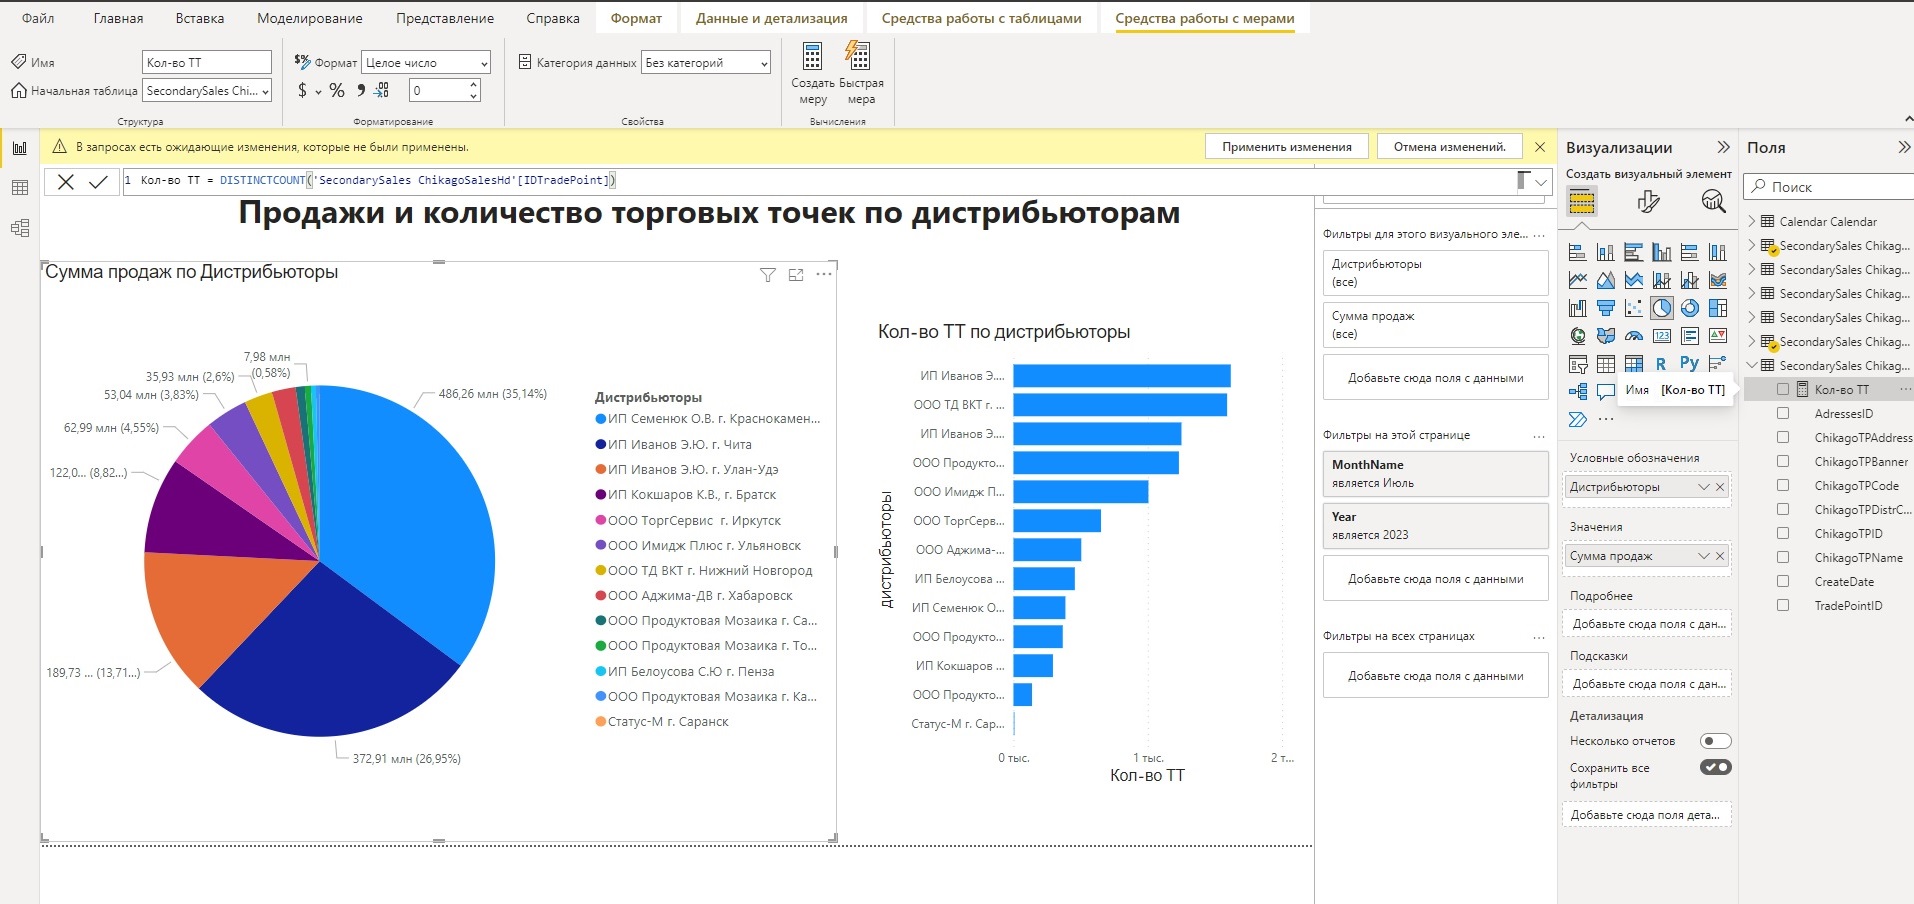 Файл Главная Вставка Моделирование Представление Справка Формат Данные и детализация Средства работы с таблицами Средства работы с мерами
Имя Кол-во ТТ
Начальная таблица SecondarySales Chi...
Структура
$% Формат Целое число
$ % 0
Форматирование
Категория данных Без категорий
Свойства
Создать меру
Быстрая мера
Вычисления
В запросах есть ожидающие изменения, которые не были применены. Применить изменения Отмена изменений.
1 Кол-во ТТ = DISTINCTCOUNT('SecondarySales ChikagoSalesHd'[IDTradePoint])
Продажи и количество торговых точек по дистрибьюторам
Сумма продаж по Дистрибьюторы
7,98 млн (0,58%)
35,93 млн (2,6%)
53,04 млн (3,83%)
62,99 млн (4,55%)
122,0... (8,82...)
189,73 ... (13,71...)
372,91 млн (26,95%)
486,26 млн (35,14%)
Дистрибьюторы
ИП Семенюк О.В. г. Краснокамен...
ИП Иванов Э.Ю. г. Чита
ИП Иванов Э.Ю. г. Улан-Удэ
ИП Кокшаров К.В., г. Братск
ООО ТоргСервис г. Иркутск
ООО Имидж Плюс г. Ульяновск
ООО ТД ВКТ г. Нижний Новгород
ООО Аджима-ДВ г. Хабаровск
ООО Продуктовая Мозаика г. Са...
ООО Продуктовая Мозаика г. То...
ИП Белоусова С.Ю г. Пенза
ООО Продуктовая Мозаика г. Ка...
Статус-М г. Саранск
Кол-во ТТ по дистрибьюторы
дистрибьюторы
ИП Иванов Э....
ООО ТД ВКТ г. ...
ИП Иванов Э....
ООО Продукто...
ООО Имидж П...
ООО ТоргСерв...
ООО Аджима-...
ИП Белоусова ...
ИП Семенюк О...
ООО Продукто...
ИП Кокшаров ...
ООО Продукто...
Статус-М г. Сар...
0 тыс. 1 тыс. 2 т...
Кол-во ТТ
Фильтры для этого визуального эле... ...
Дистрибьюторы
(все)
Сумма продаж
(все)
Добавьте сюда поля с данными
Фильтры на этой странице ...
MonthName
является Июль
Year
является 2023
Добавьте сюда поля с данными
Фильтры на всех страницах ...
Добавьте сюда поля с данными
Визуализации
Создать визуальный элемент
123
R Py
Имя [Кол-во ТТ]
...
Условные обозначения
Дистрибьюторы
Значения
Сумма продаж
Подробнее
Добавьте сюда поля с дан...
Подсказки
Добавьте сюда поля с дан...
Детализация
Несколько отчетов
Сохранить все
фильтры
Добавьте сюда поля дета...
Поля
Поиск
Calendar Calendar
SecondarySales Chikag...
SecondarySales Chikag...
SecondarySales Chikag...
SecondarySales Chikag...
SecondarySales Chikag...
SecondarySales Chikag...
Кол-во ТТ ...
AdressesID
ChikagoTPAddress
ChikagoTPBanner
ChikagoTPCode
ChikagoTPDistrC...
ChikagoTPID
ChikagoTPName
CreateDate
TradePointID